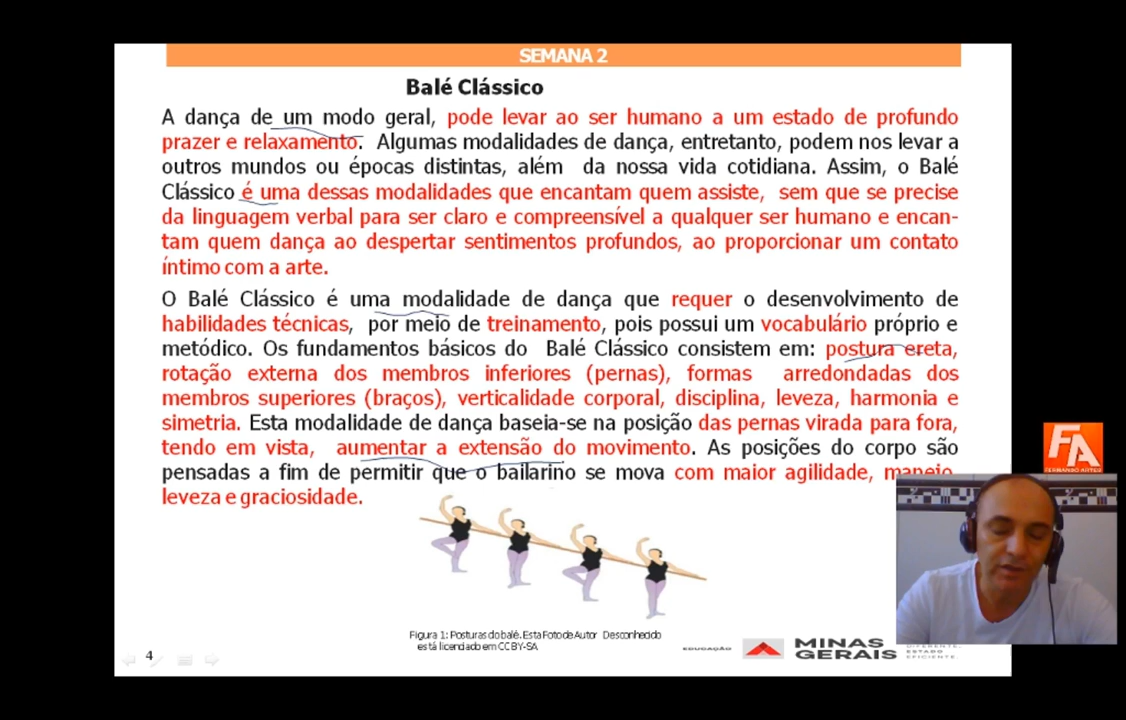 SEMANA 2
Balé Clássico
A dança de um modo geral, pode levar ao ser humano a um estado de profundo
prazer e relaxamento. Algumas modalidades de dança, entretanto, podem nos levar a
outros mundos ou épocas distintas, além da nossa vida cotidiana. Assim, o Balé
Clássico é uma dessas modalidades que encantam quem assiste, sem que se precise
da linguagem verbal para ser claro e compreensível a qualquer ser humano e encan-
tam quem dança ao despertar sentimentos profundos, ao proporcionar um contato
íntimo com a arte.
O Balé Clássico é uma modalidade de dança que requer o desenvolvimento de
habilidades técnicas, por meio de treinamento, pois possui um vocabulário próprio e
metódico. Os fundamentos básicos do Balé Clássico consistem em: postura ereta,
rotação externa dos membros inferiores (pernas), formas arredondadas dos
membros superiores (braços), verticalidade corporal, disciplina, leveza, harmonia e
simetria. Esta modalidade de dança baseia-se na posição das pernas virada para fora,
tendo em vista, aumentar a extensão do movimento. As posições do corpo são
pensadas a fim de permitir que o bailarino se mova com maior agilidade, manejo,
leveza e graciosidade.
FA
FERNANDO ARTES
Figura 1: Posturas do balé. Esta Foto de Autor Desconhecido
está licenciado em CC BY-SA
4
EDUCAÇÃO
MINAS
GERAIS
DIFERENTE.
ESTADO
EFICIENTE.